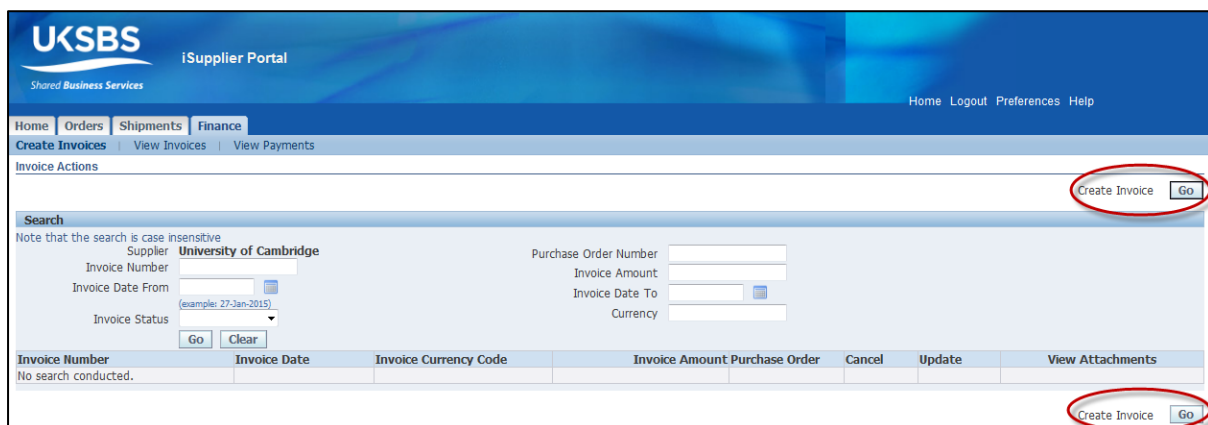 UKSBS
iSupplier Portal
Shared Business Services
Home Logout Preferences Help
Home Orders Shipments Finance
Create Invoices | View Invoices | View Payments
Invoice Actions
Create Invoice Go
Search
Note that the search is case insensitive
Supplier University of Cambridge
Purchase Order Number
Invoice Number
Invoice Amount
Invoice Date From
Invoice Date To
(example: 27-Jan-2015)
Invoice Status
Currency
Go Clear
Invoice Number Invoice Date Invoice Currency Code Invoice Amount Purchase Order Cancel Update View Attachments
No search conducted.
Create Invoice Go